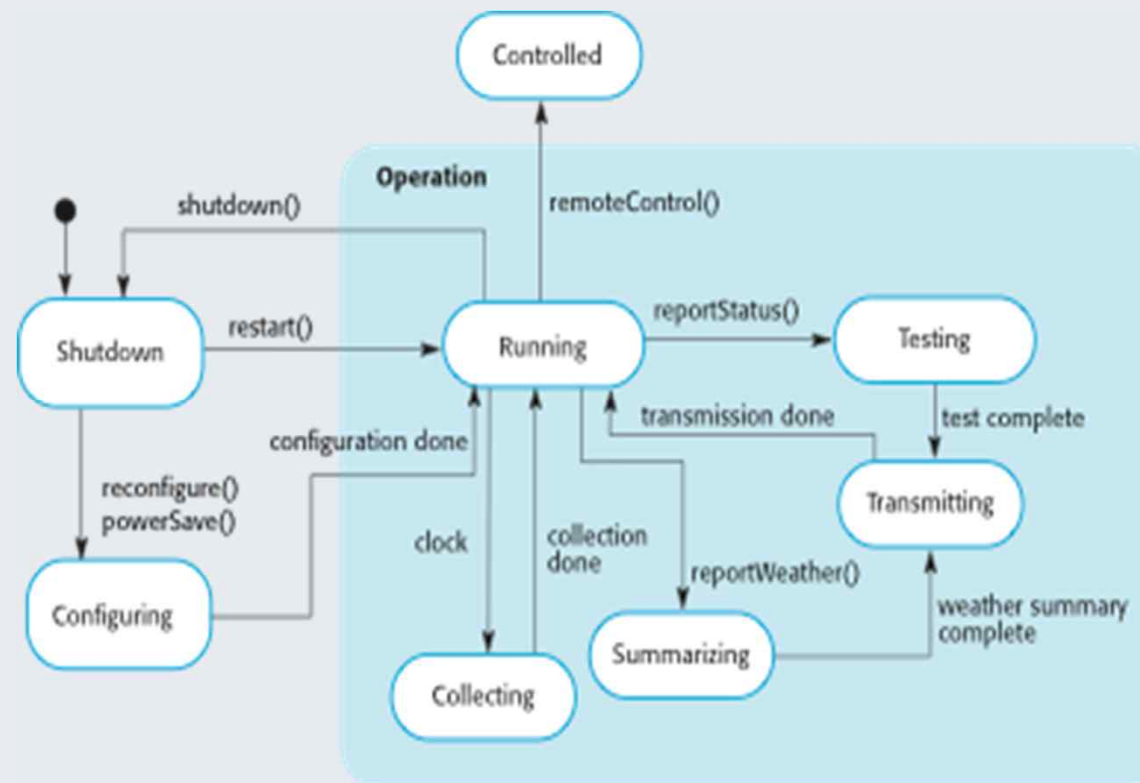 Controlled
Operation
shutdown()
remoteControl()
reportStatus()
restart()
Shutdown
Running
Testing
transmission done
test complete
configuration done
reconfigure()
powerSave()
Transmitting
clock
collection
done
reportWeather()
Configuring
weather summary
complete
Summarizing
Collecting